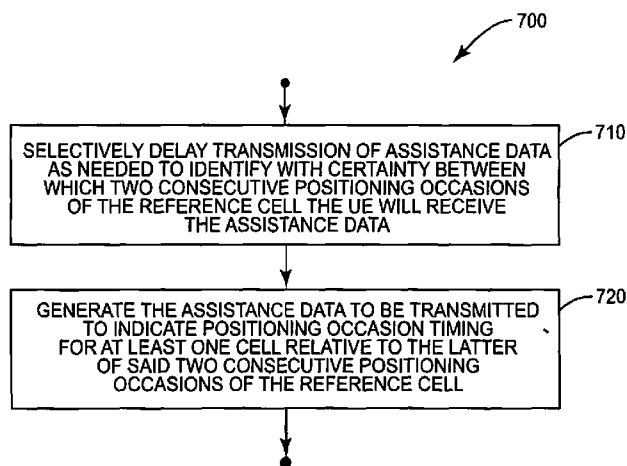 700
710
SELECTIVELY DELAY TRANSMISSION OF ASSISTANCE DATA
AS NEEDED TO IDENTIFY WITH CERTAINTY BETWEEN
WHICH TWO CONSECUTIVE POSITIONING OCCASIONS
OF THE REFERENCE CELL THE UE WILL RECEIVE
THE ASSISTANCE DATA
720
GENERATE THE ASSISTANCE DATA TO BE TRANSMITTED
TO INDICATE POSITIONING OCCASION TIMING
FOR AT LEAST ONE CELL RELATIVE TO THE LATTER
OF SAID TWO CONSECUTIVE POSITIONING
OCCASIONS OF THE REFERENCE CELL